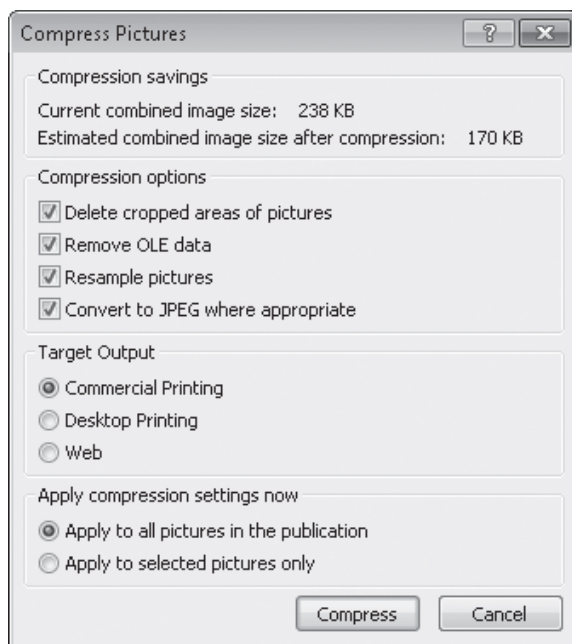 Compress Pictures
Compression savings
Current combined image size: 238 KB
Estimated combined image size after compression: 170 KB
Compression options
Delete cropped areas of pictures
Remove OLE data
Resample pictures
Convert to JPEG where appropriate
Target Output
Commercial Printing
Desktop Printing
Web
Apply compression settings now
Apply to all pictures in the publication
Apply to selected pictures only
Compress Cancel